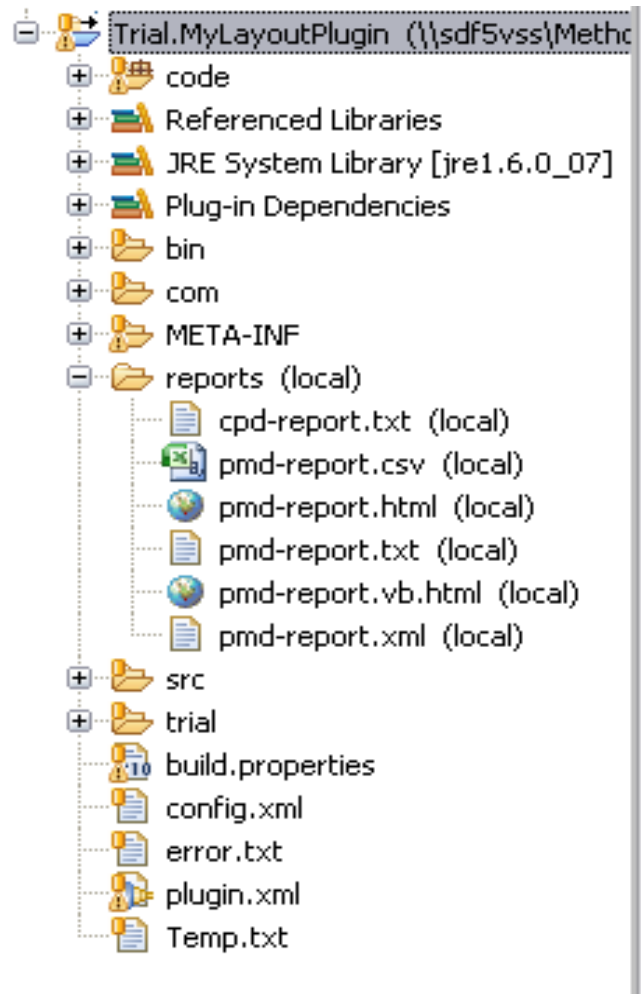 Trial.MyLayoutPlugin (\\sdf5vss\Metho
code
Referenced Libraries
JRE System Library [jre1.6.0_07]
Plug-in Dependencies
bin
com
META-INF
reports (local)
cpd-report.txt (local)
pmd-report.csv (local)
pmd-report.html (local)
pmd-report.txt (local)
pmd-report.vb.html (local)
pmd-report.xml (local)
src
trial
build.properties
config.xml
error.txt
plugin.xml
Temp.txt